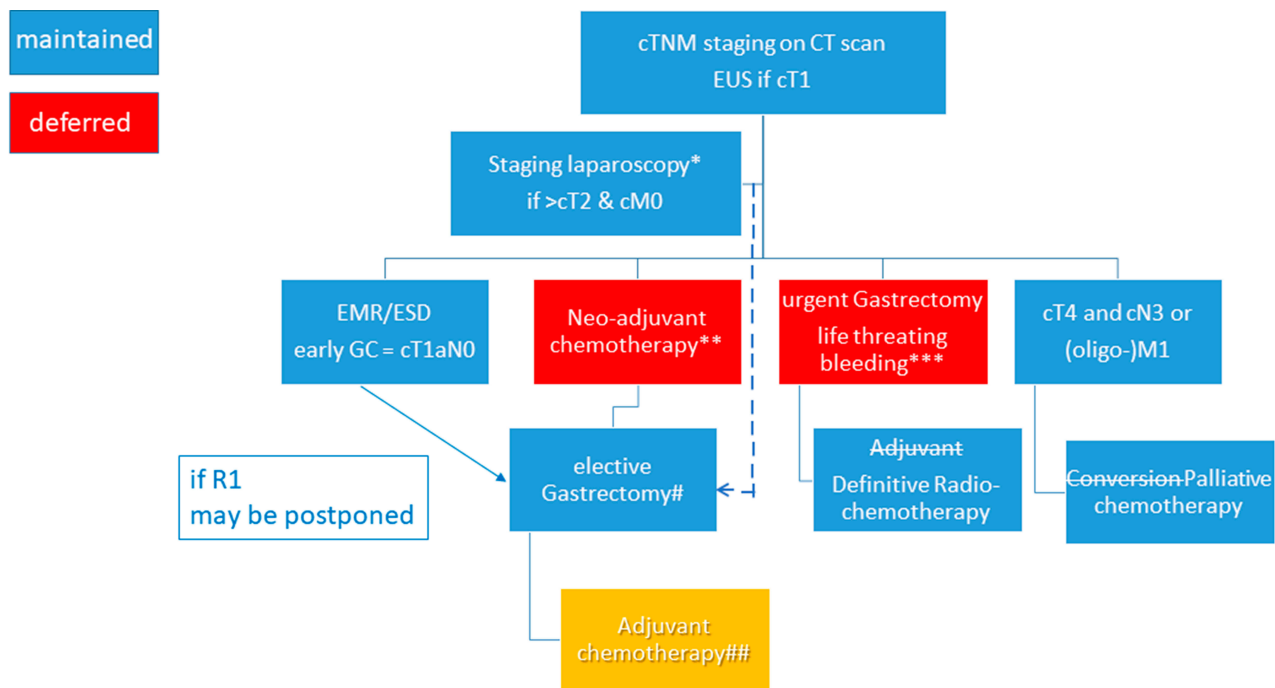 maintained
deferred
cTNM staging on CT scan
EUS if cT1
Staging laparoscopy*
if >cT2 & cM0
EMR/ESD
early GC = cT1aN0
Neo-adjuvant
chemotherapy**
urgent Gastrectomy
life threating
bleeding***
cT4 and cN3 or
(oligo-)M1
if R1
may be postponed
elective
Gastrectomy#
Adjuvant
Definitive Radio-
chemotherapy
ConversionPalliative
chemotherapy
Adjuvant
chemotherapy##